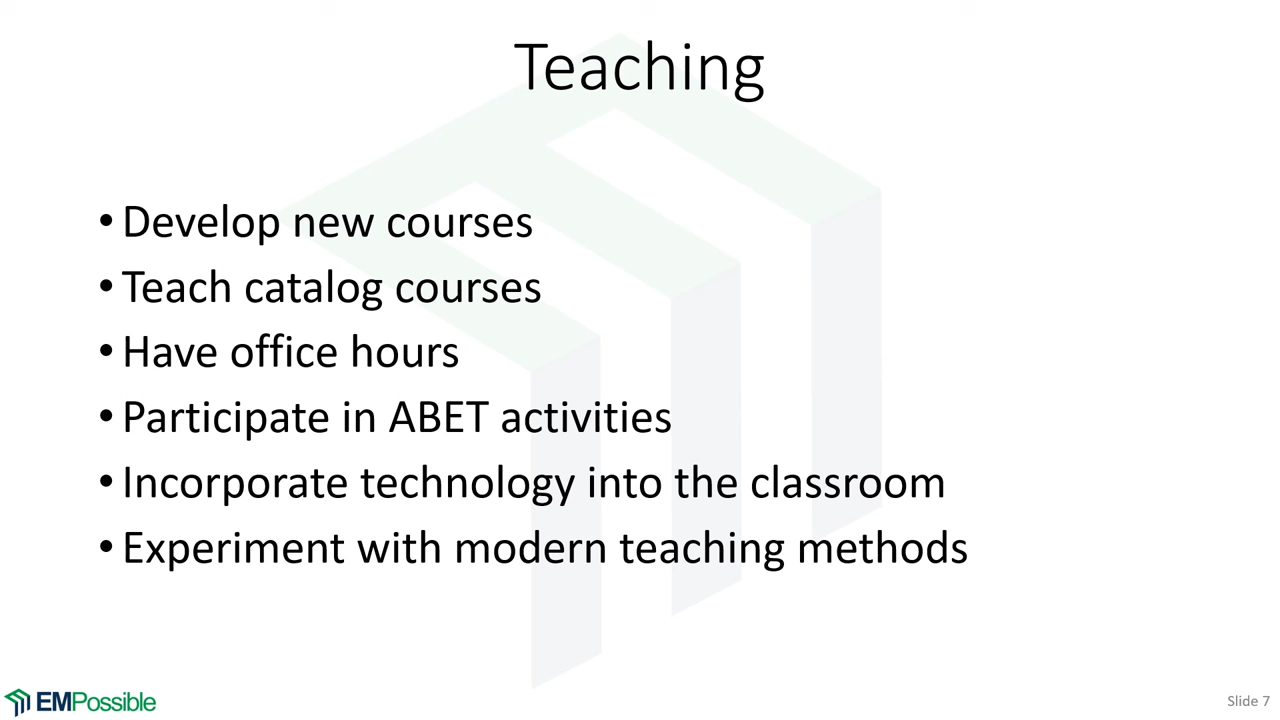 Teaching
• Develop new courses
• Teach catalog courses
• Have office hours
• Participate in ABET activities
• Incorporate technology into the classroom
• Experiment with modern teaching methods
EMPossible
Slide 7